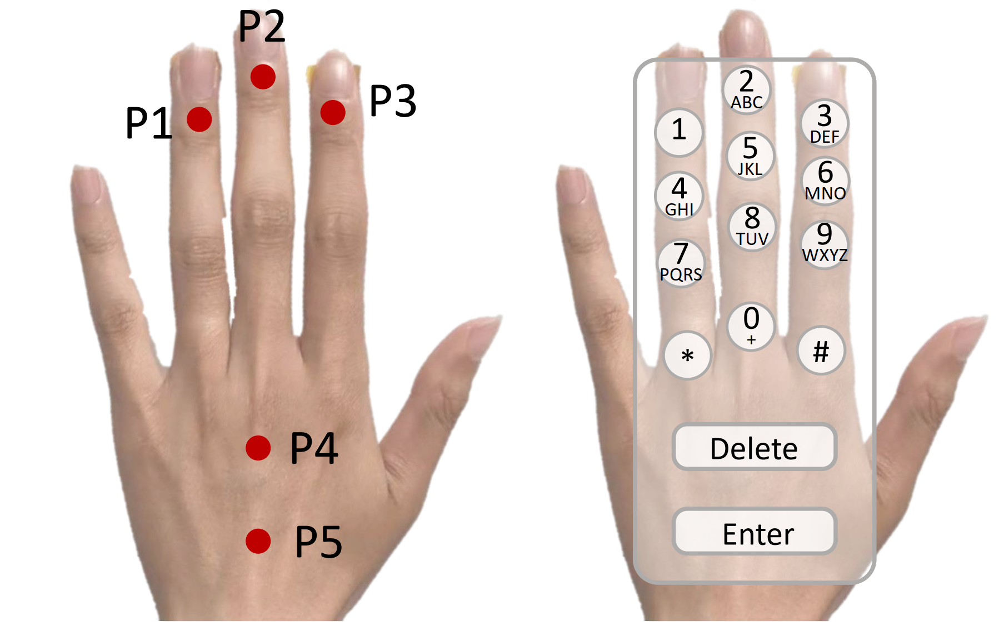 P2
P1
P3
P4
P5
2
ABC
1
3
DEF
5
JKL
4
GHI
6
MNO
8
TUV
7
PQRS
9
WXYZ
0
+
*
#
Delete
Enter